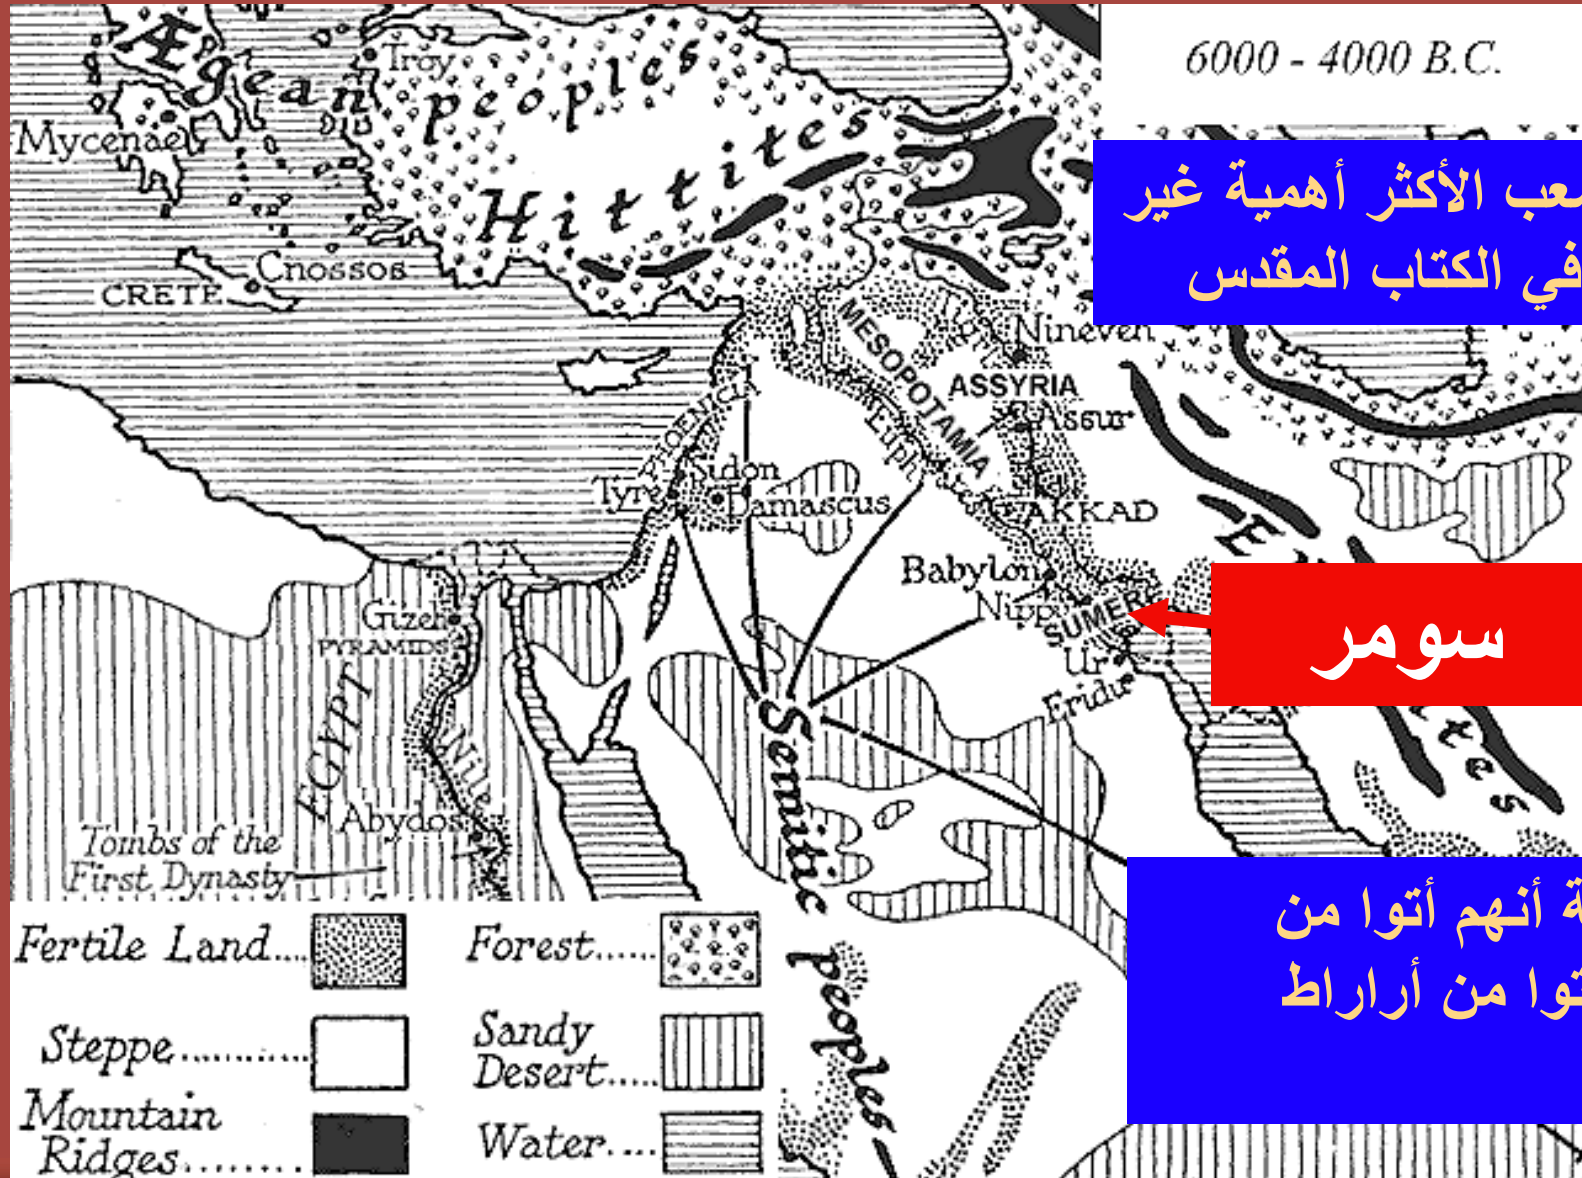 6000 - 4000 B.C.
Ægean
Troy
peoples
Mycenae
Hittites
Cnossos
CRETE
الأكثر أهمية غير
في الكتاب المقدس
MESOPOTAMIA
Tigris
Nineveh
ASSYRIA
Assur
PHOENICIA
Euphrates
Sidon
Tyre
Damascus
AKKAD
Babylon
Nippur
SUMER
سومر
Ur
Eridu
Gizeh
PYRAMIDS
EGYPT
Nile
Abydos
Tombs of the
First Dynasty
Semitic peoples
أنهم أتوا من
من أراراط
Fertile Land....
Forest......
Steppe............
Sandy
Desert.....
Mountain
Ridges.........
Water....